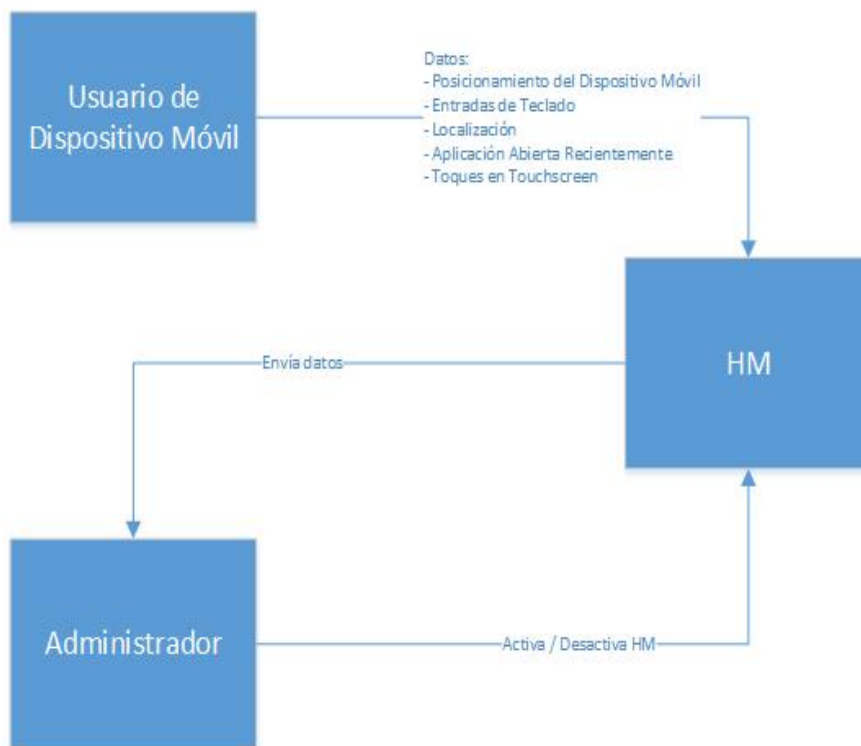 Usuario de
Dispositivo Móvil
Datos:
- Posicionamiento del Dispositivo Móvil
- Entradas de Teclado
- Localización
- Aplicación Abierta Recientemente
- Toques en Touchscreen
HM
Envía datos
Administrador
Activa / Desactiva HM